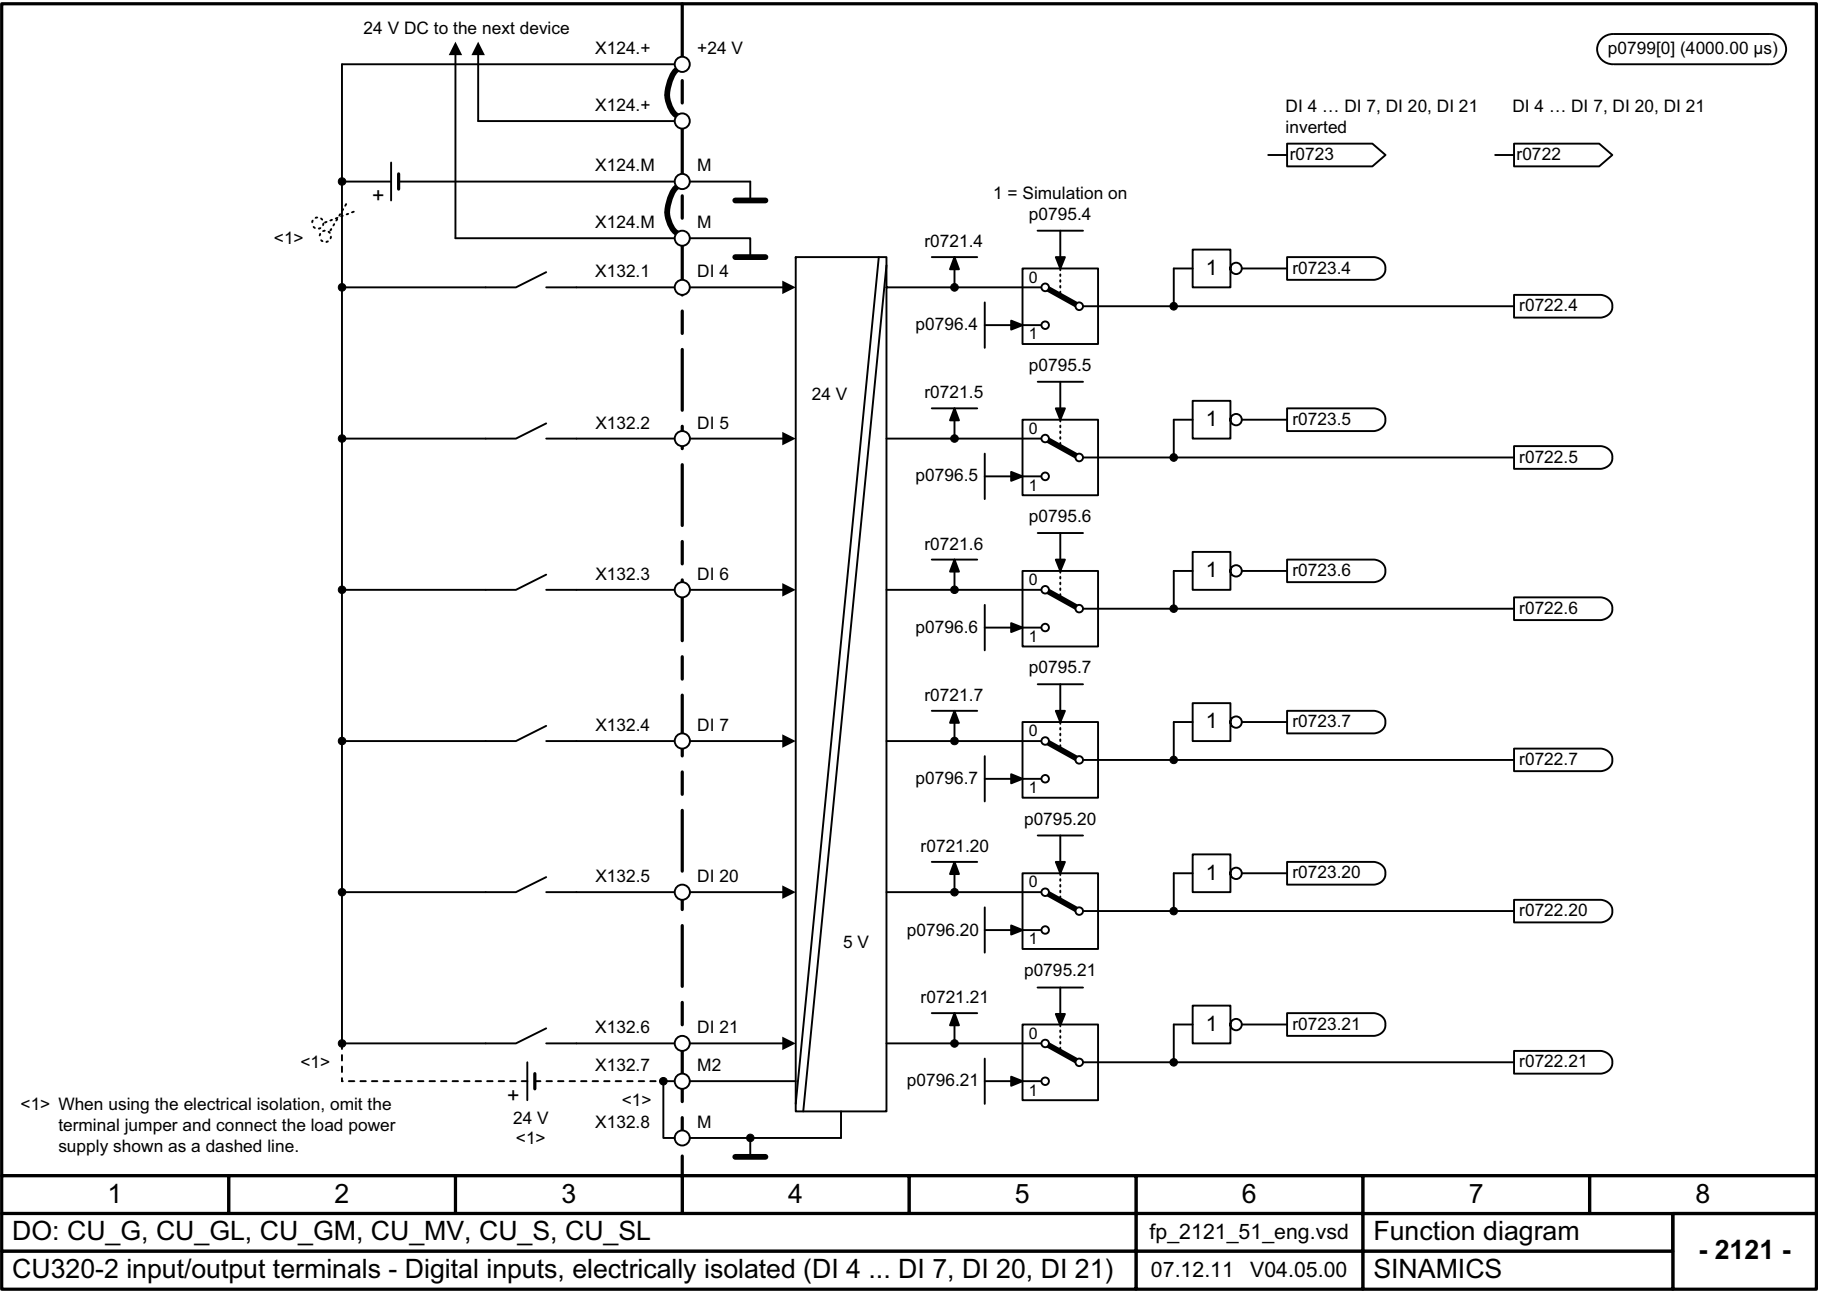 24 V DC to the next device
X124.+ +24 V
p0799[0] (4000.00 µs)
X124.+
DI 4 ... DI 7, DI 20, DI 21
inverted
r0723
DI 4 ... DI 7, DI 20, DI 21
r0722
X124.M M
+
<1>
X124.M M
1 = Simulation on
p0795.4
r0721.4
X132.1 DI 4
0
1
p0796.4
1
r0723.4
r0722.4
24 V
p0795.5
r0721.5
X132.2 DI 5
0
1
p0796.5
1
r0723.5
r0722.5
p0795.6
r0721.6
X132.3 DI 6
0
1
p0796.6
1
r0723.6
r0722.6
p0795.7
r0721.7
X132.4 DI 7
0
1
p0796.7
1
r0723.7
r0722.7
p0795.20
r0721.20
X132.5 DI 20
0
1
p0796.20
1
r0723.20
r0722.20
5 V
p0795.21
r0721.21
X132.6 DI 21
0
1
p0796.21
1
r0723.21
r0722.21
<1>
X132.7 M2
+
24 V
<1>
<1>
X132.8 M
<1> When using the electrical isolation, omit the
terminal jumper and connect the load power
supply shown as a dashed line.
1 2 3 4 5 6 7 8
DO: CU_G, CU_GL, CU_GM, CU_MV, CU_S, CU_SL
fp_2121_51_eng.vsd
Function diagram
- 2121 -
CU320-2 input/output terminals - Digital inputs, electrically isolated (DI 4 ... DI 7, DI 20, DI 21)
07.12.11 V04.05.00
SINAMICS